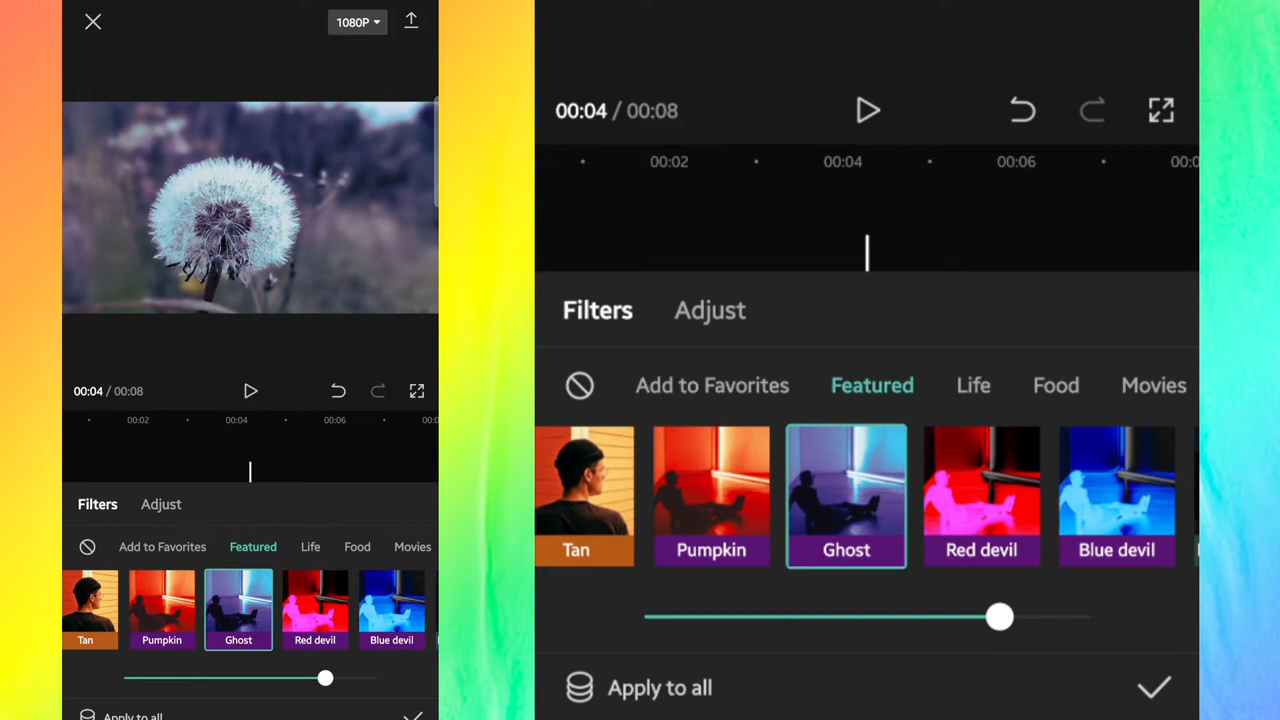 1080P
00:04 / 00:08
00:02
00:04
00:06
Filters
Adjust
Add to Favorites
Featured
Life
Food
Movies
Tan
Pumpkin
Ghost
Red devil
Blue devil
Apply to all
00:04 / 00:08
00:02
00:04
00:06
Filters
Adjust
Add to Favorites
Featured
Life
Food
Movies
Tan
Pumpkin
Ghost
Red devil
Blue devil
Apply to all